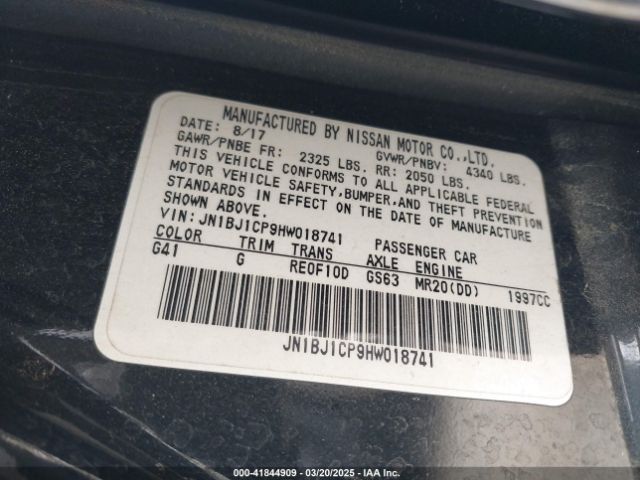 MANUFACTURED BY NISSAN MOTOR CO.,LTD.
DATE: 8/17 GVWR/PNBV: 4340 LBS.
GAWR/PNBE FR: 2325 LBS. RR: 2050 LBS.
THIS VEHICLE CONFORMS TO ALL APPLICABLE FEDERAL
MOTOR VEHICLE SAFETY,BUMPER,AND THEFT PREVENTION
STANDARDS IN EFFECT ON THE DATE OF MANUFACTURE
SHOWN ABOVE.
VIN: JN1BJ1CP9HW018741 PASSENGER CAR
COLOR TRIM TRANS AXLE ENGINE
G41 G RE0F10D GS63 MR20(DD) 1997CC
JN1BJ1CP9HW018741
000-41844909 - 03/20/2025 - IAA Inc.